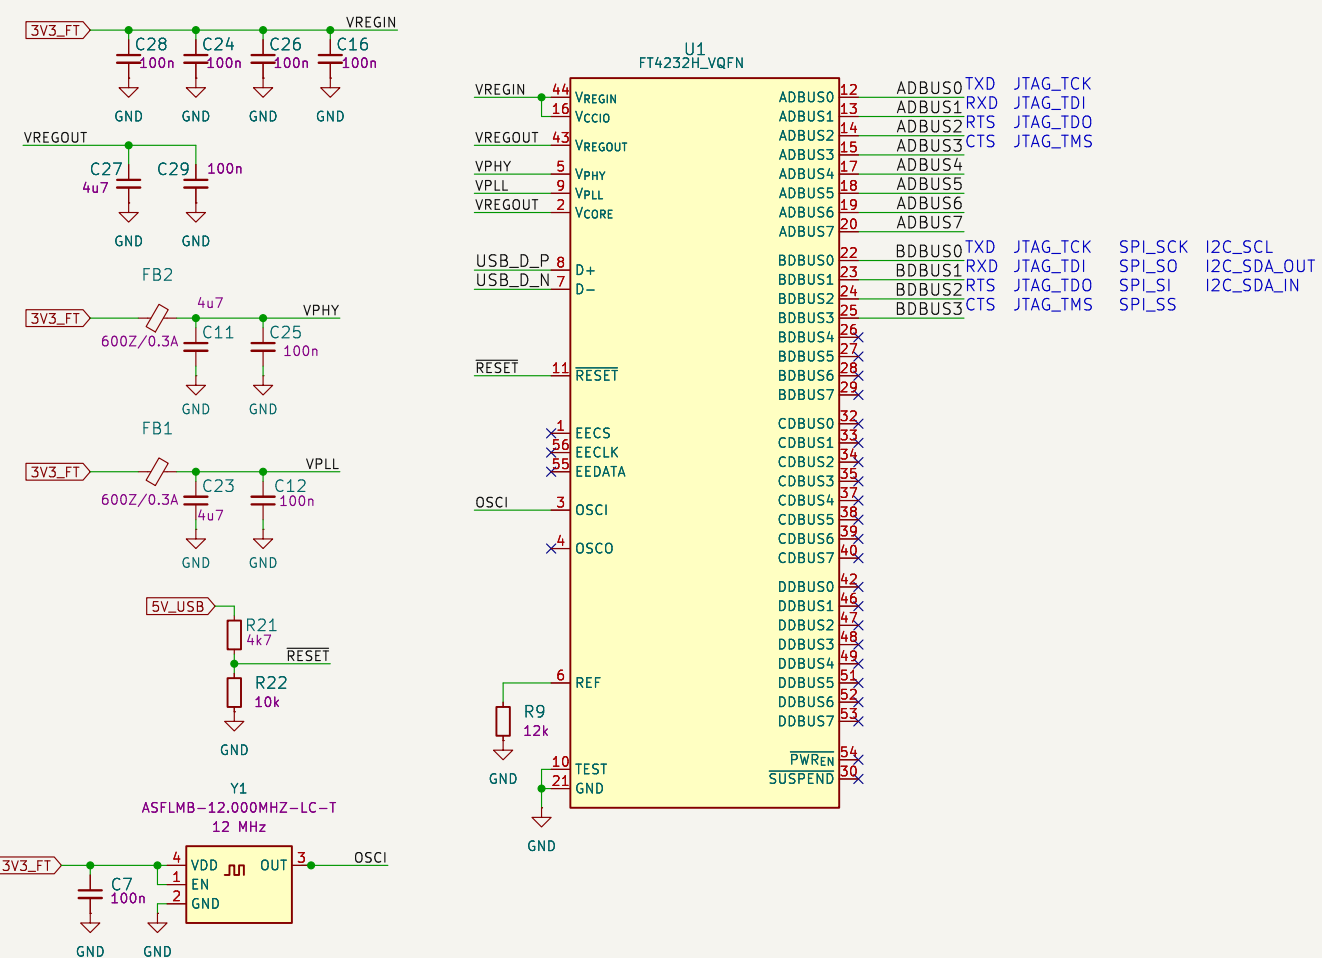 3V3_FT
VREGIN
C28
100n
C24
100n
C26
100n
C16
100n
GND
GND
GND
GND
VREGOUT
C27
4u7
C29
100n
GND
GND
FB2
3V3_FT
600Z/0.3A
4u7
C11
C25
100n
VPHY
GND
GND
FB1
3V3_FT
600Z/0.3A
C23
4u7
C12
100n
VPLL
GND
GND
5V_USB
R21
4k7
RESET
R22
10k
GND
Y1
ASFLMB-12.000MHZ-LC-T
12 MHz
3V3_FT
4 VDD
1 EN
2 GND
OUT 3
OSCI
C7
100n
GND
GND
U1
FT4232H_VQFN
VREGIN 44 VREGIN
16 VCCIO
VREGOUT 43 VREGOUT
VPHY 5 VPHY
VPLL 9 VPLL
VREGOUT 2 VCORE
USB_D_P 8 D+
USB_D_N 7 D-
RESET 11 RESET
1 EECS
56 EECLK
55 EEDATA
OSCI 3 OSCI
4 OSCO
6 REF
R9
12k
GND
10 TEST
21 GND
GND
ADBUS0 12 ADBUS0 TXD JTAG_TCK
ADBUS1 13 ADBUS1 RXD JTAG_TDI
ADBUS2 14 ADBUS2 RTS JTAG_TDO
ADBUS3 15 ADBUS3 CTS JTAG_TMS
ADBUS4 17 ADBUS4
ADBUS5 18 ADBUS5
ADBUS6 19 ADBUS6
ADBUS7 20 ADBUS7
BDBUS0 22 BDBUS0 TXD JTAG_TCK SPI_SCK I2C_SCL
BDBUS1 23 BDBUS1 RXD JTAG_TDI SPI_SO I2C_SDA_OUT
BDBUS2 24 BDBUS2 RTS JTAG_TDO SPI_SI I2C_SDA_IN
BDBUS3 25 BDBUS3 CTS JTAG_TMS SPI_SS
BDBUS4 26
BDBUS5 27
BDBUS6 28
BDBUS7 29
CDBUS0 32
CDBUS1 33
CDBUS2 34
CDBUS3 35
CDBUS4 37
CDBUS5 38
CDBUS6 39
CDBUS7 40
DDBUS0 42
DDBUS1 46
DDBUS2 47
DDBUS3 48
DDBUS4 49
DDBUS5 51
DDBUS6 52
DDBUS7 53
PWREN 54
SUSPEND 30